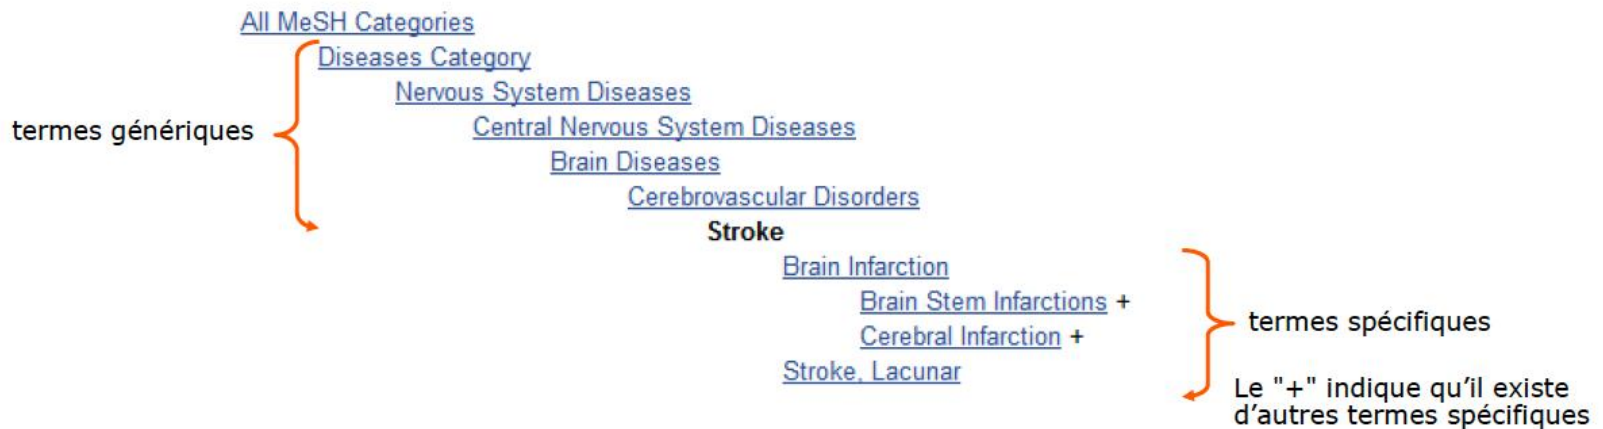 All MeSH Categories
Diseases Category
Nervous System Diseases
termes génériques
Central Nervous System Diseases
Brain Diseases
Cerebrovascular Disorders
Stroke
Brain Infarction
Brain Stem Infarctions +
Cerebral Infarction +
Stroke, Lacunar
termes spécifiques
Le "+" indique qu’il existe
d’autres termes spécifiques